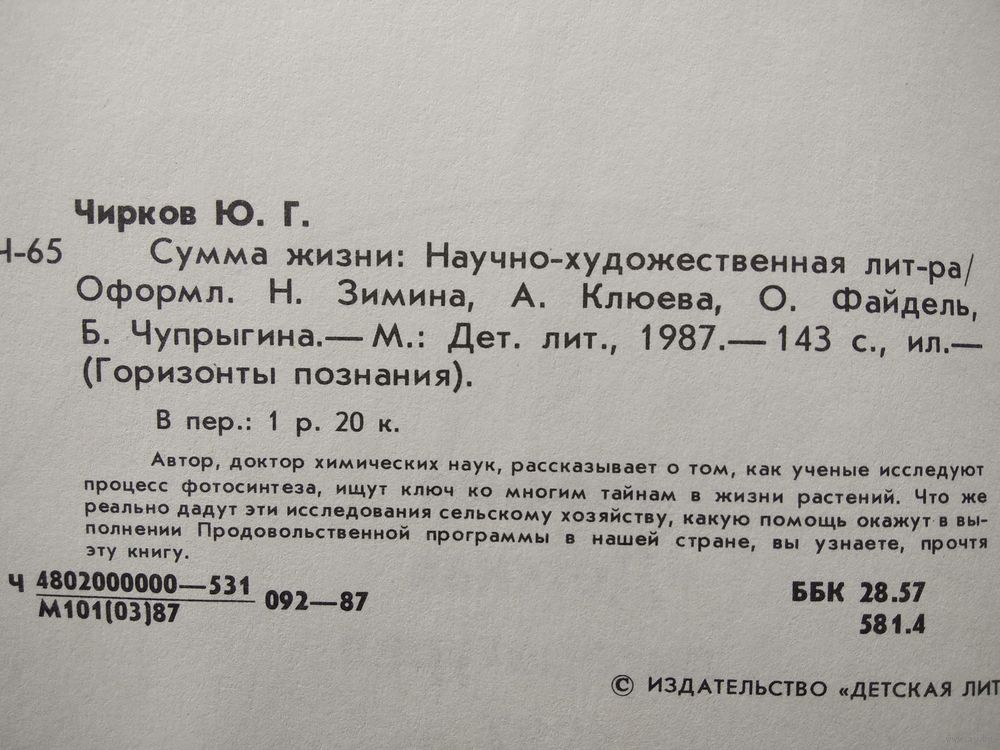 Чирков Ю. Г.
Ч-65 Сумма жизни: Научно-художественная лит-ра/
Оформл. Н. Зимина, А. Клюева, О. Файдель,
Б. Чупрыгина.— М.: Дет. лит., 1987.— 143 с., ил.—
(Горизонты познания).
В пер.: 1 р. 20 к.
Автор, доктор химических наук, рассказывает о том, как ученые исследуют
процесс фотосинтеза, ищут ключ ко многим тайнам в жизни растений. Что же
реально дадут эти исследования сельскому хозяйству, какую помощь окажут в вы-
полнении Продовольственной программы в нашей стране, вы узнаете, прочтя
эту книгу.
Ч 4802000000—531
М101(03)87
092—87
ББК 28.57
581.4
© ИЗДАТЕЛЬСТВО «ДЕТСКАЯ ЛИТ